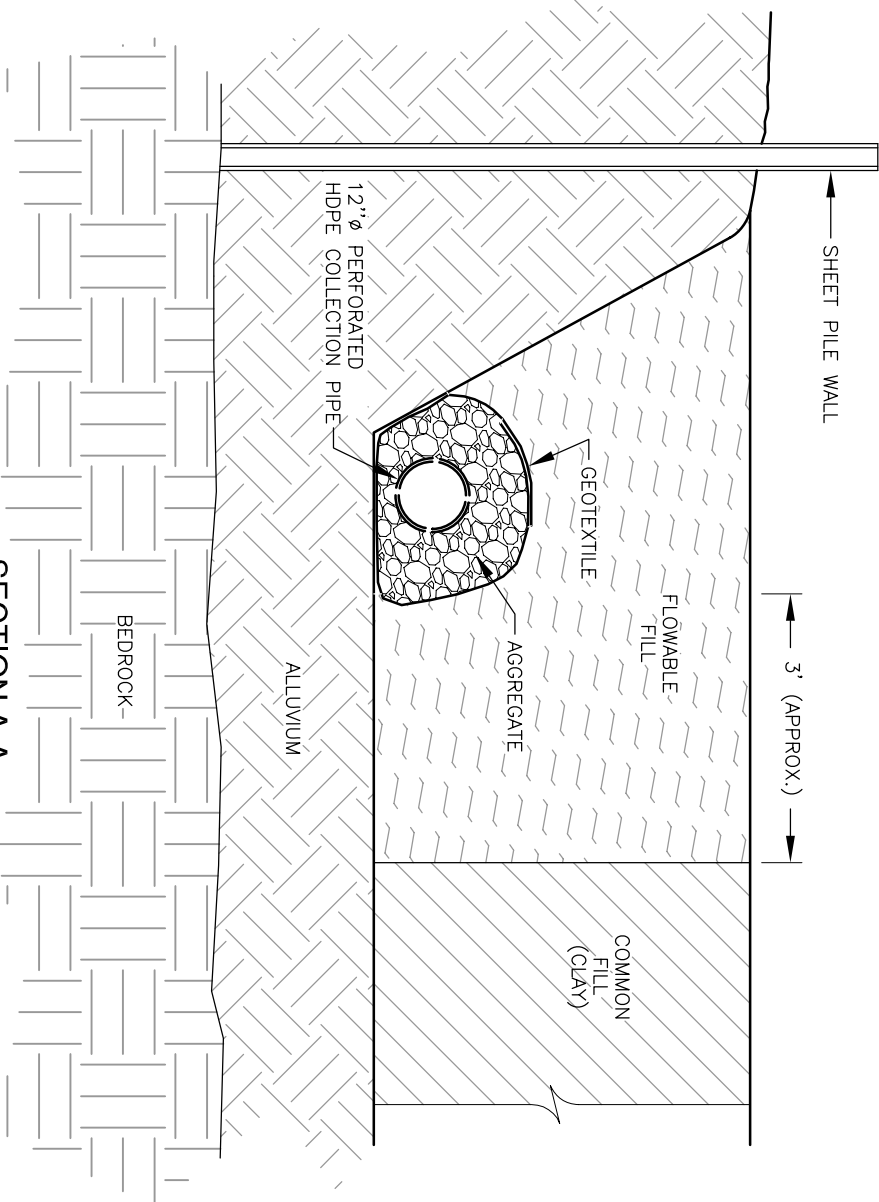 SHEET PILE WALL
3' (APPROX.)
FLOWABLE
FILL
GEOTEXTILE
AGGREGATE
COMMON
FILL
(CLAY)
12"ø PERFORATED
HDPE COLLECTION PIPE
ALLUVIUM
BEDROCK
SECTION A-A